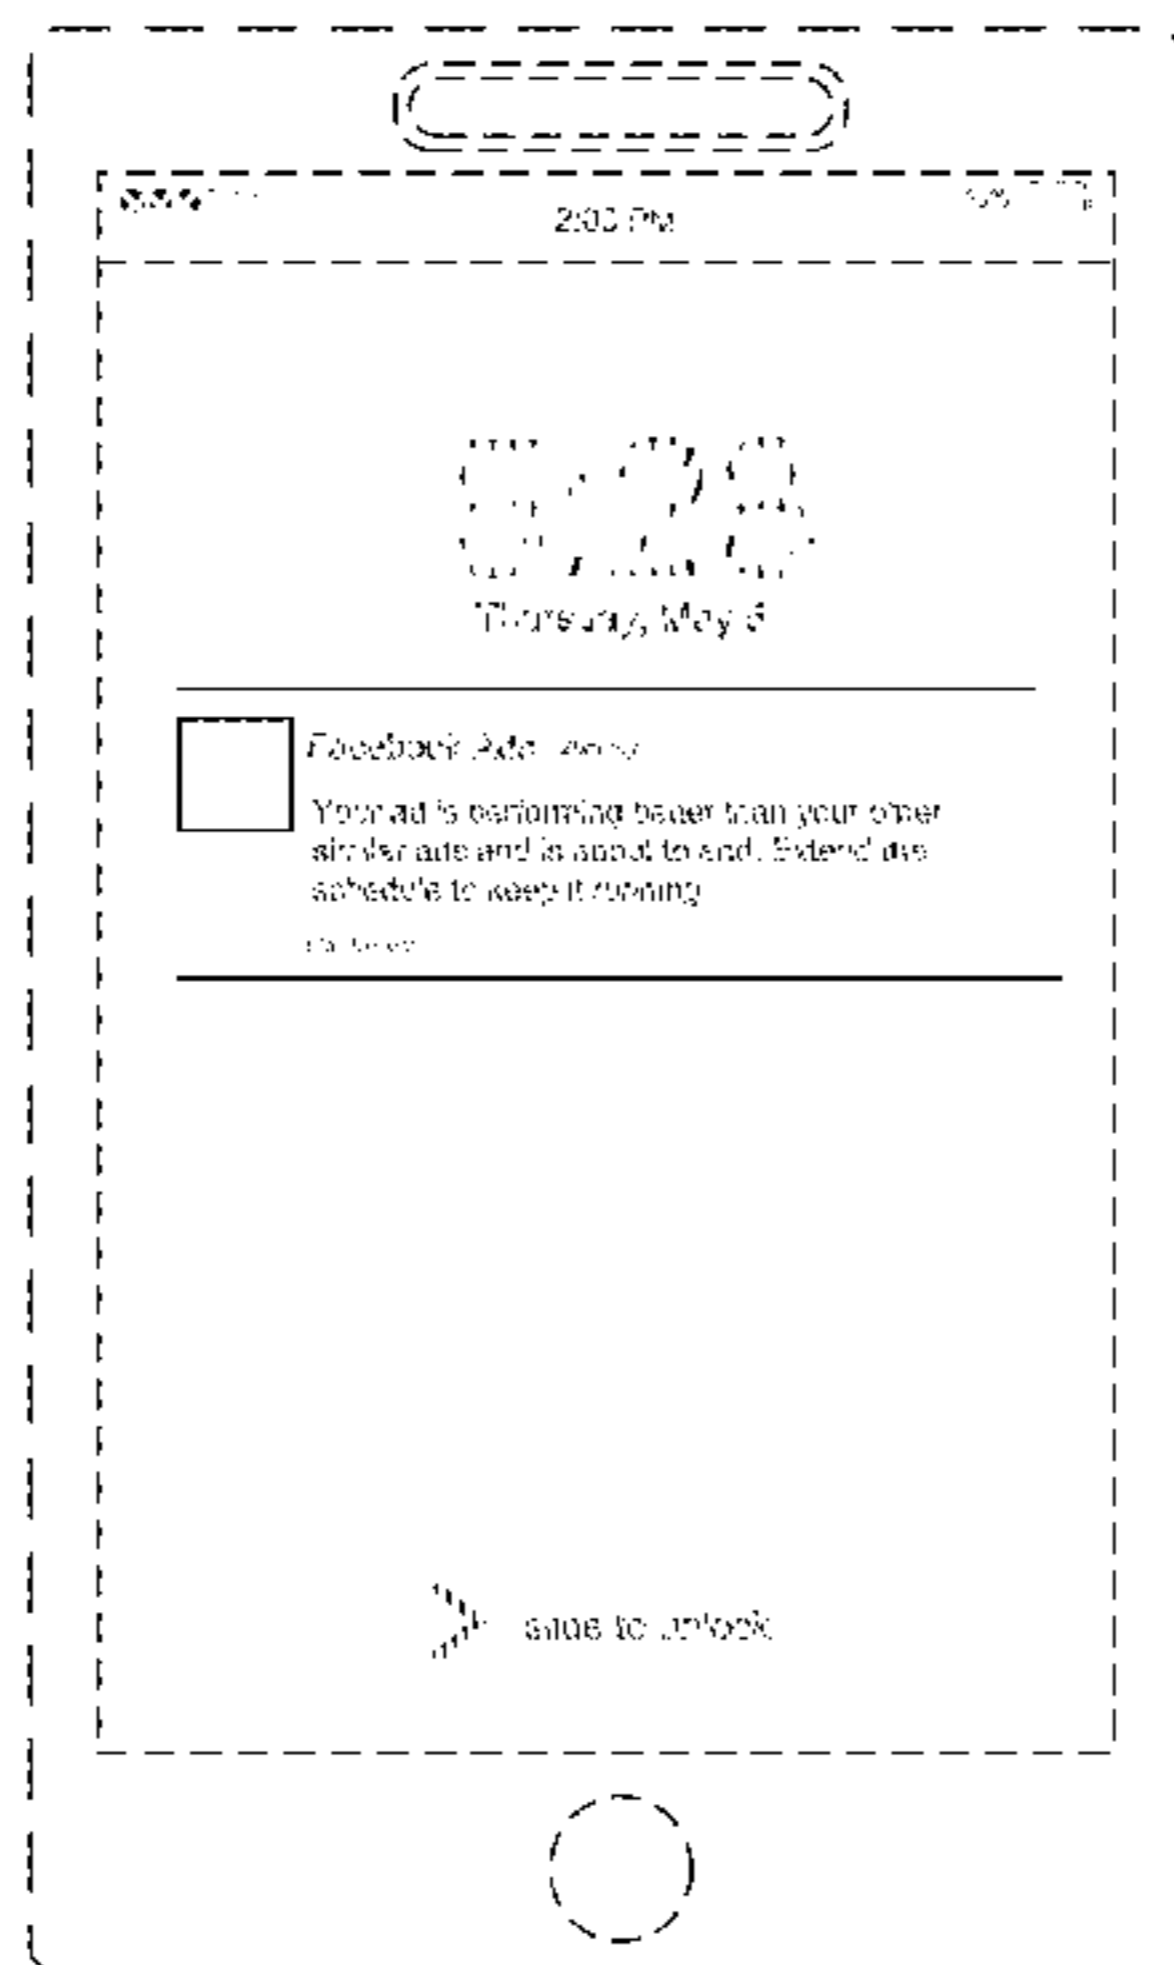 2:00 PM
Thursday, May 5
Facebook Ads
Your ad is performing better than your other
similar ads and is about to end. Extend the
schedule to keep it running
slide to unlock